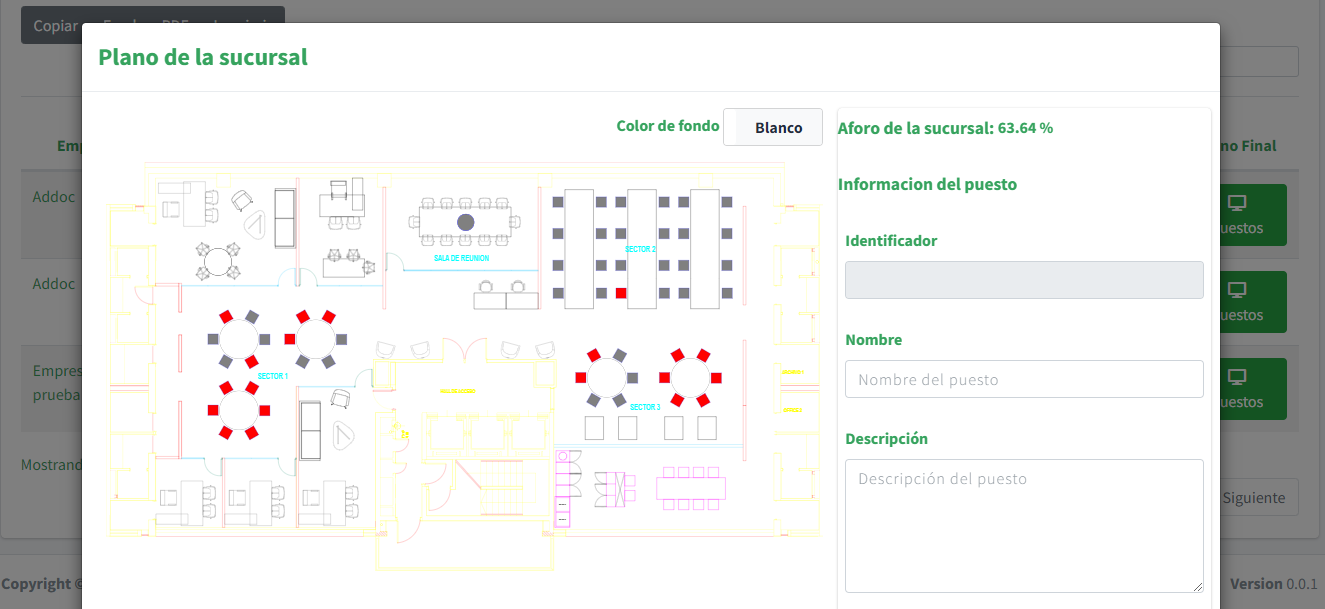 Copiar
Plano de la sucursal
Color de fondo
Blanco
Aforo de la sucursal: 63.64 %
Informacion del puesto
Identificador
Nombre
Nombre del puesto
Descripción
Descripción del puesto
SALA DE REUNION
SECTOR 2
SECTOR 1
SECTOR 3
Addoc
no Final
uestos
Addoc
uestos
Empres
prueba
uestos
Mostrand
Siguiente
Copyright ©
Version 0.0.1